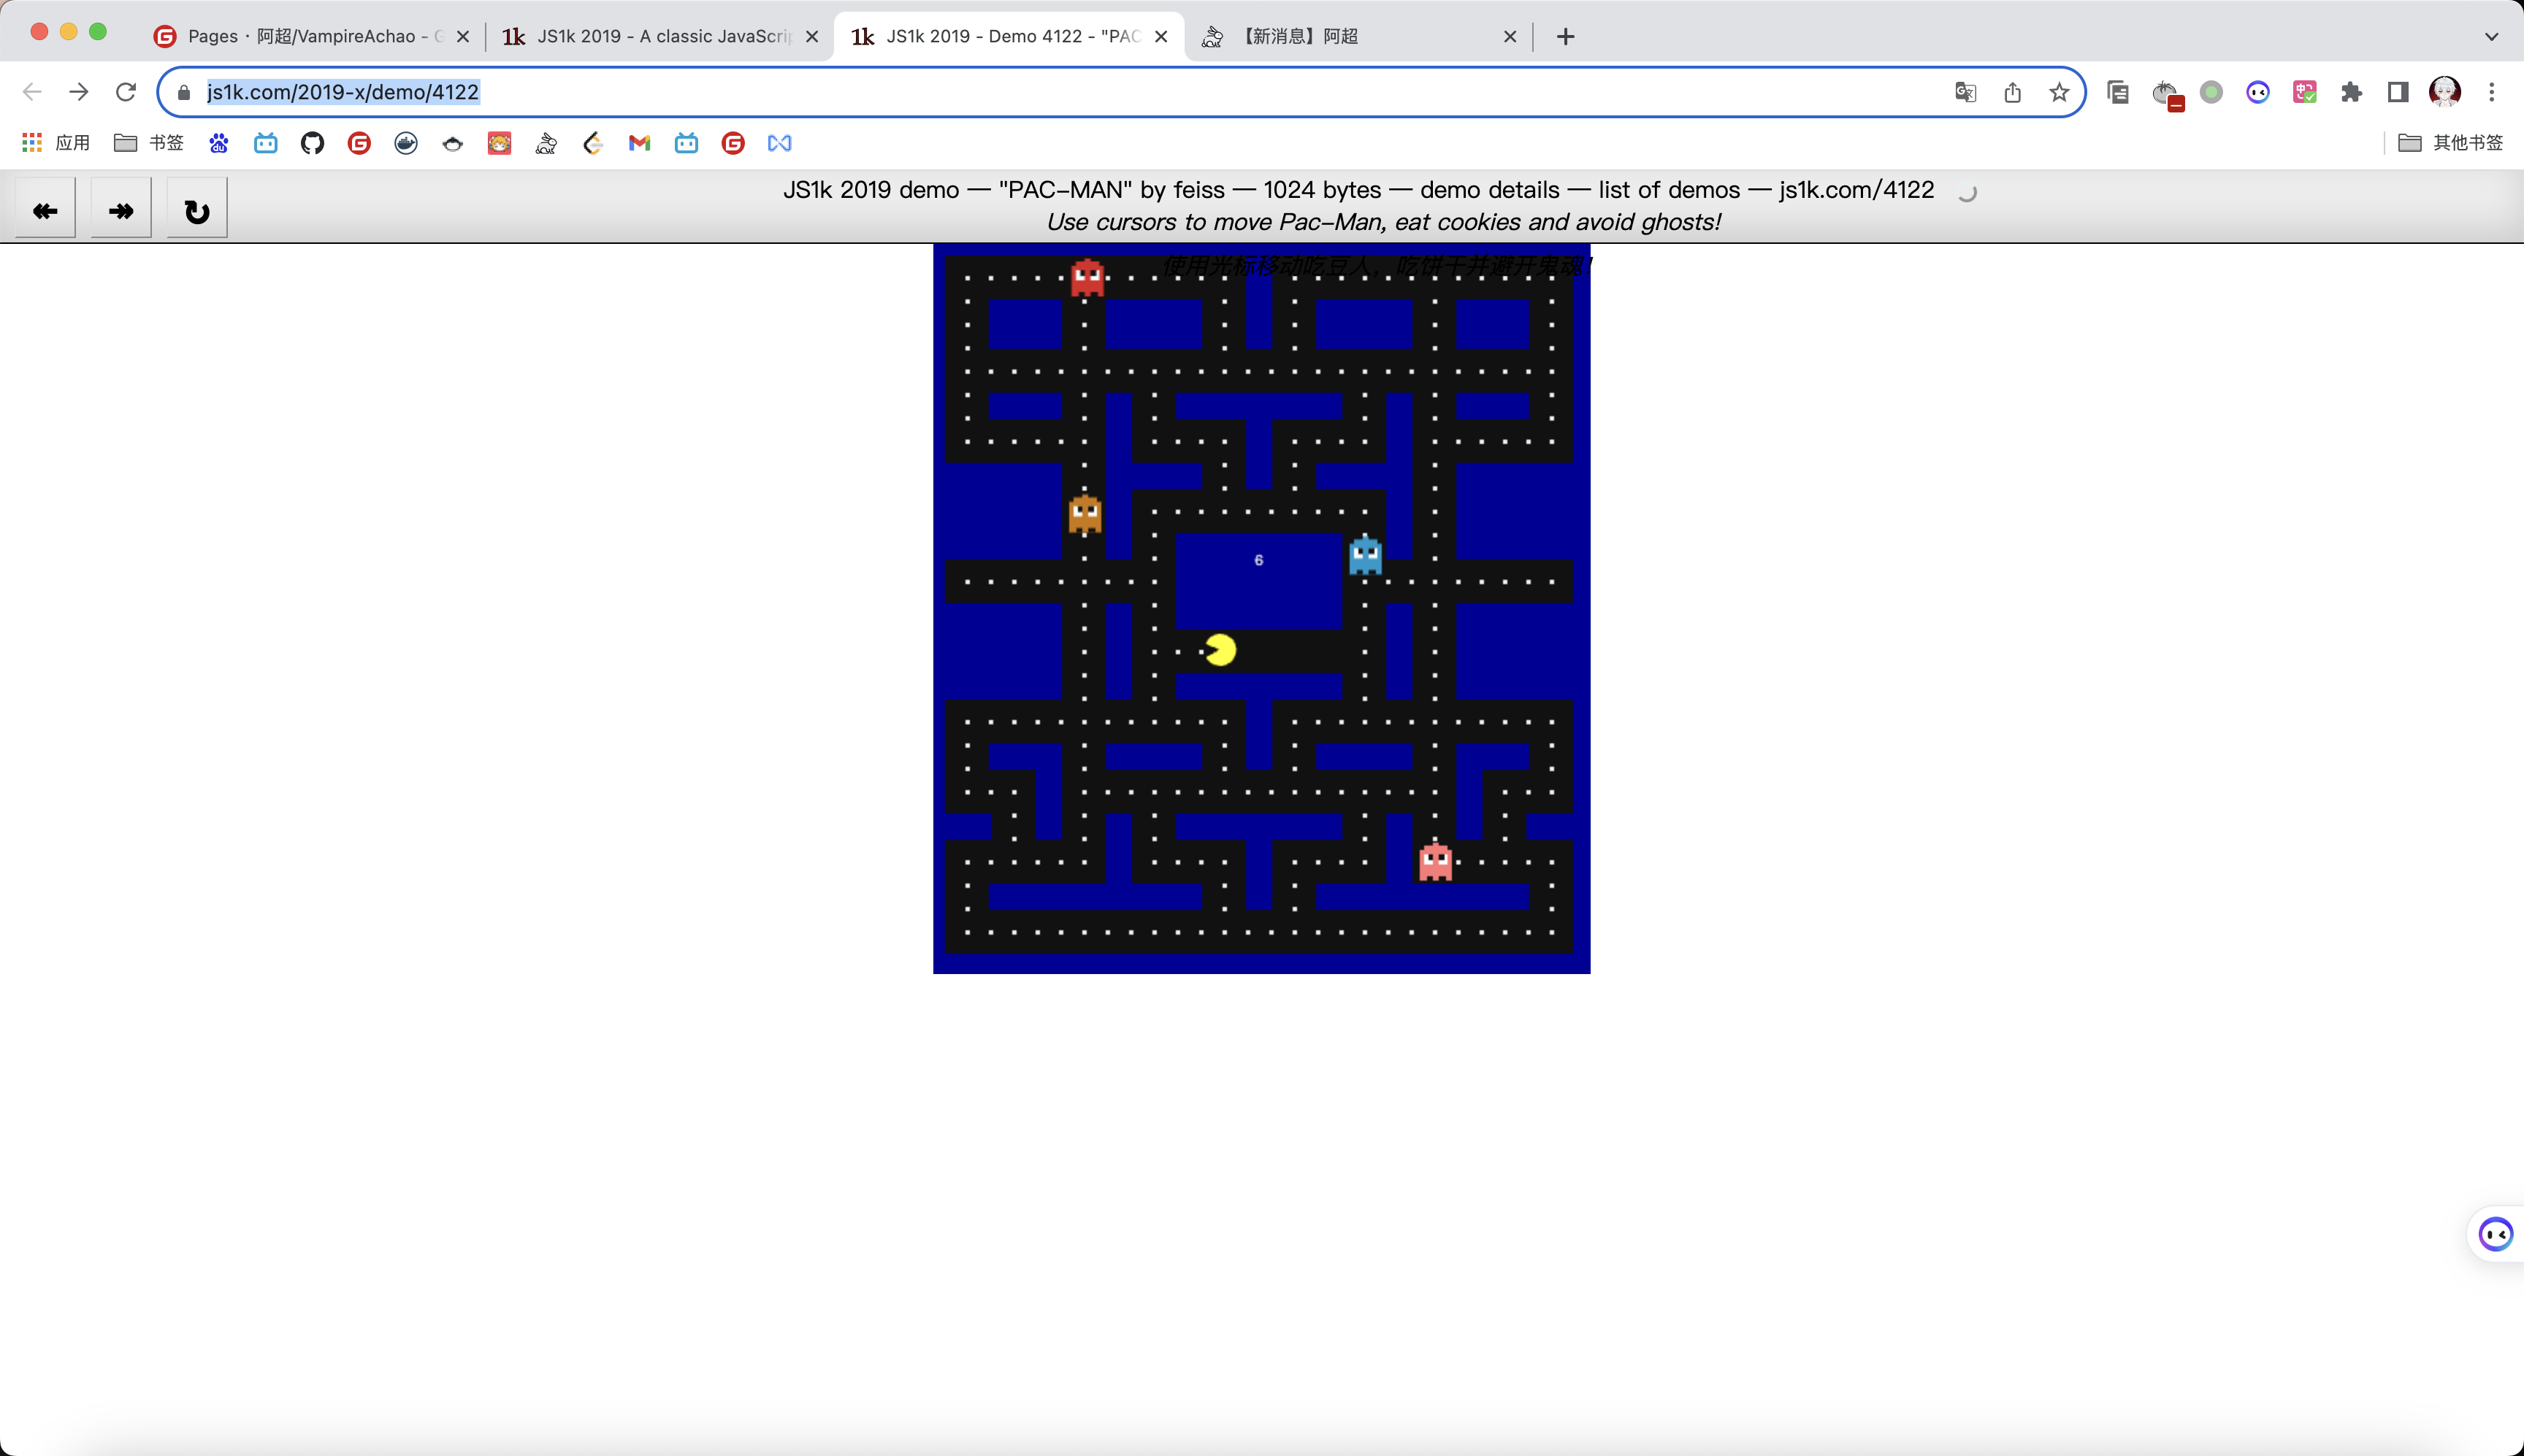 Pages · 阿超/VampireAchao - G
JS1k 2019 - A classic JavaScrip
JS1k 2019 - Demo 4122 - "PAC
【新消息】阿超
js1k.com/2019-x/demo/4122
应用
书签
其他书签
JS1k 2019 demo — "PAC-MAN" by feiss — 1024 bytes — demo details — list of demos — js1k.com/4122
Use cursors to move Pac-Man, eat cookies and avoid ghosts!
使用光标移动吃豆人，吃饼干并避开鬼魂！
6